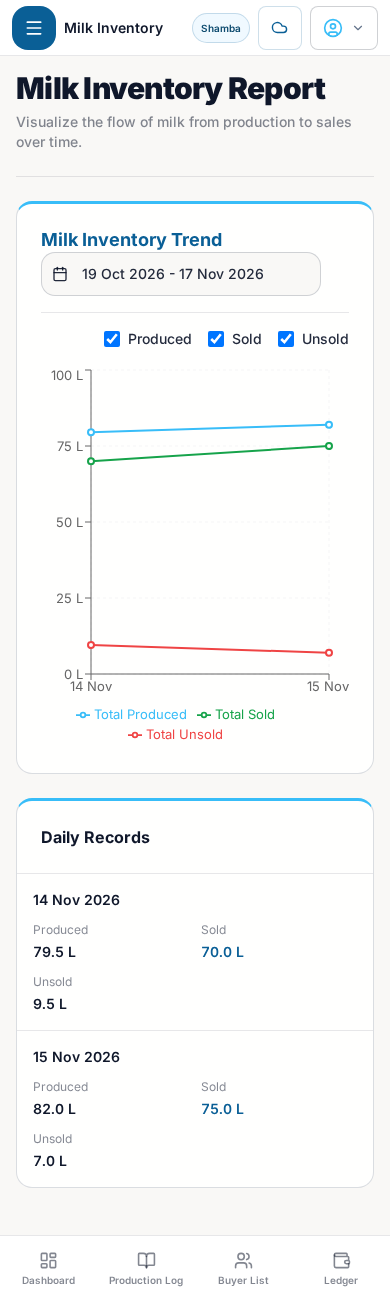 Milk Inventory
Shamba
Milk Inventory Report
Visualize the flow of milk from production to sales
over time.
Milk Inventory Trend
19 Oct 2026 - 17 Nov 2026
Produced
Sold
Unsold
100 L
75 L
50 L
25 L
0 L
14 Nov
15 Nov
Total Produced
Total Sold
Total Unsold
Daily Records
14 Nov 2026
Produced
Sold
79.5 L
70.0 L
Unsold
9.5 L
15 Nov 2026
Produced
Sold
82.0 L
75.0 L
Unsold
7.0 L
Dashboard
Production Log
Buyer List
Ledger